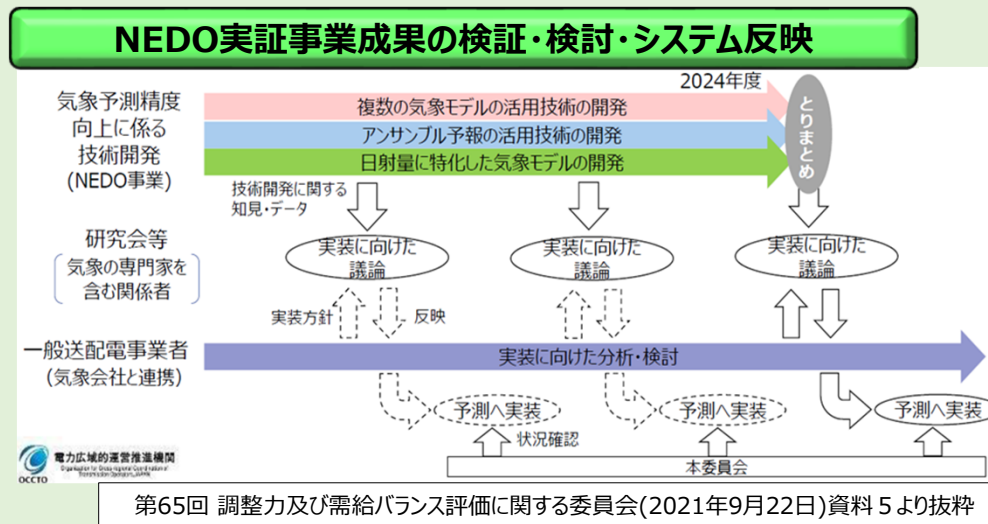 NEDO実証事業成果の検証・検討・システム反映
2024年度
気象予測精度
向上に係る
技術開発
(NEDO事業)
複数の気象モデルの活用技術の開発
アンサンブル予報の活用技術の開発
日射量に特化した気象モデルの開発
とりまとめ
技術開発に関する
知見・データ
研究会等
気象の専門家を
含む関係者
実装に向けた
議論
実装に向けた
議論
実装に向けた
議論
実装方針
反映
一般送配電事業者
(気象会社と連携)
実装に向けた分析・検討
予測へ実装
予測へ実装
予測へ実装
状況確認
本委員会
OCCTO
電力広域的運営推進機関
Organization for Cross-regional Coordination of
Transmission Operators, JAPAN
第65回 調整力及び需給バランス評価に関する委員会(2021年9月22日)資料５より抜粋